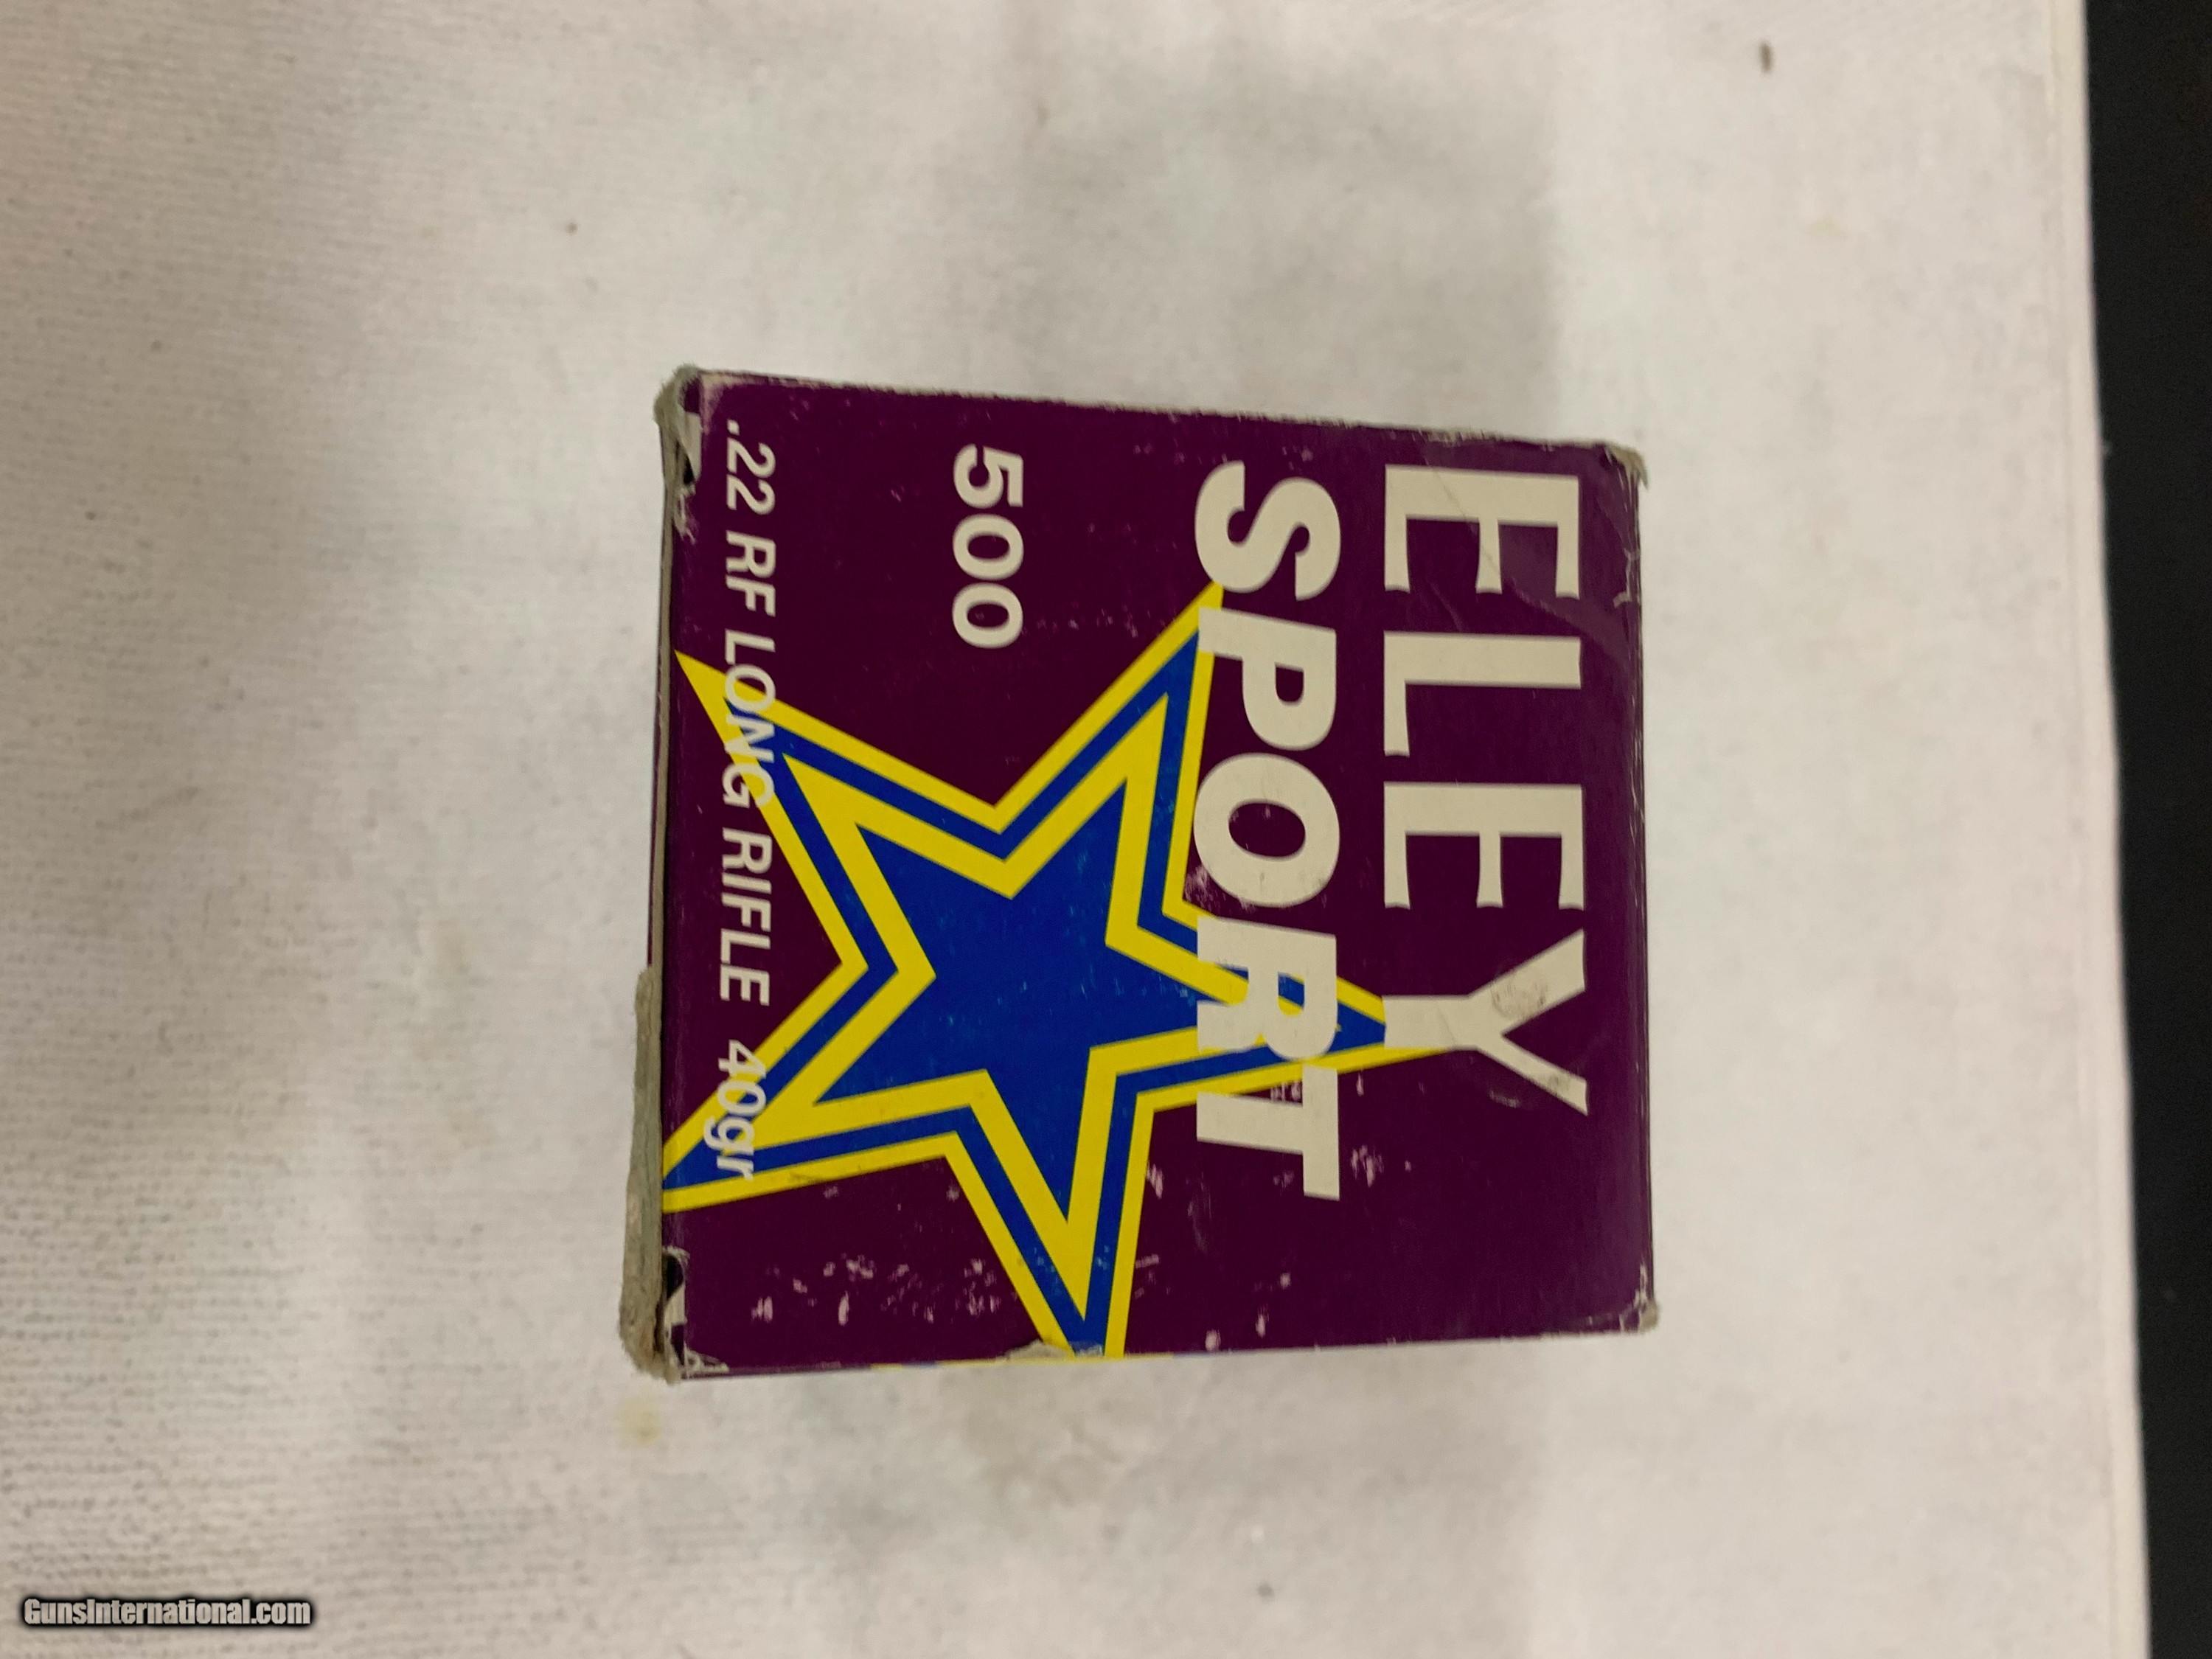 ELEY
SPORT
500
.22 RF LONG RIFLE 40gr
GunsInternational.com